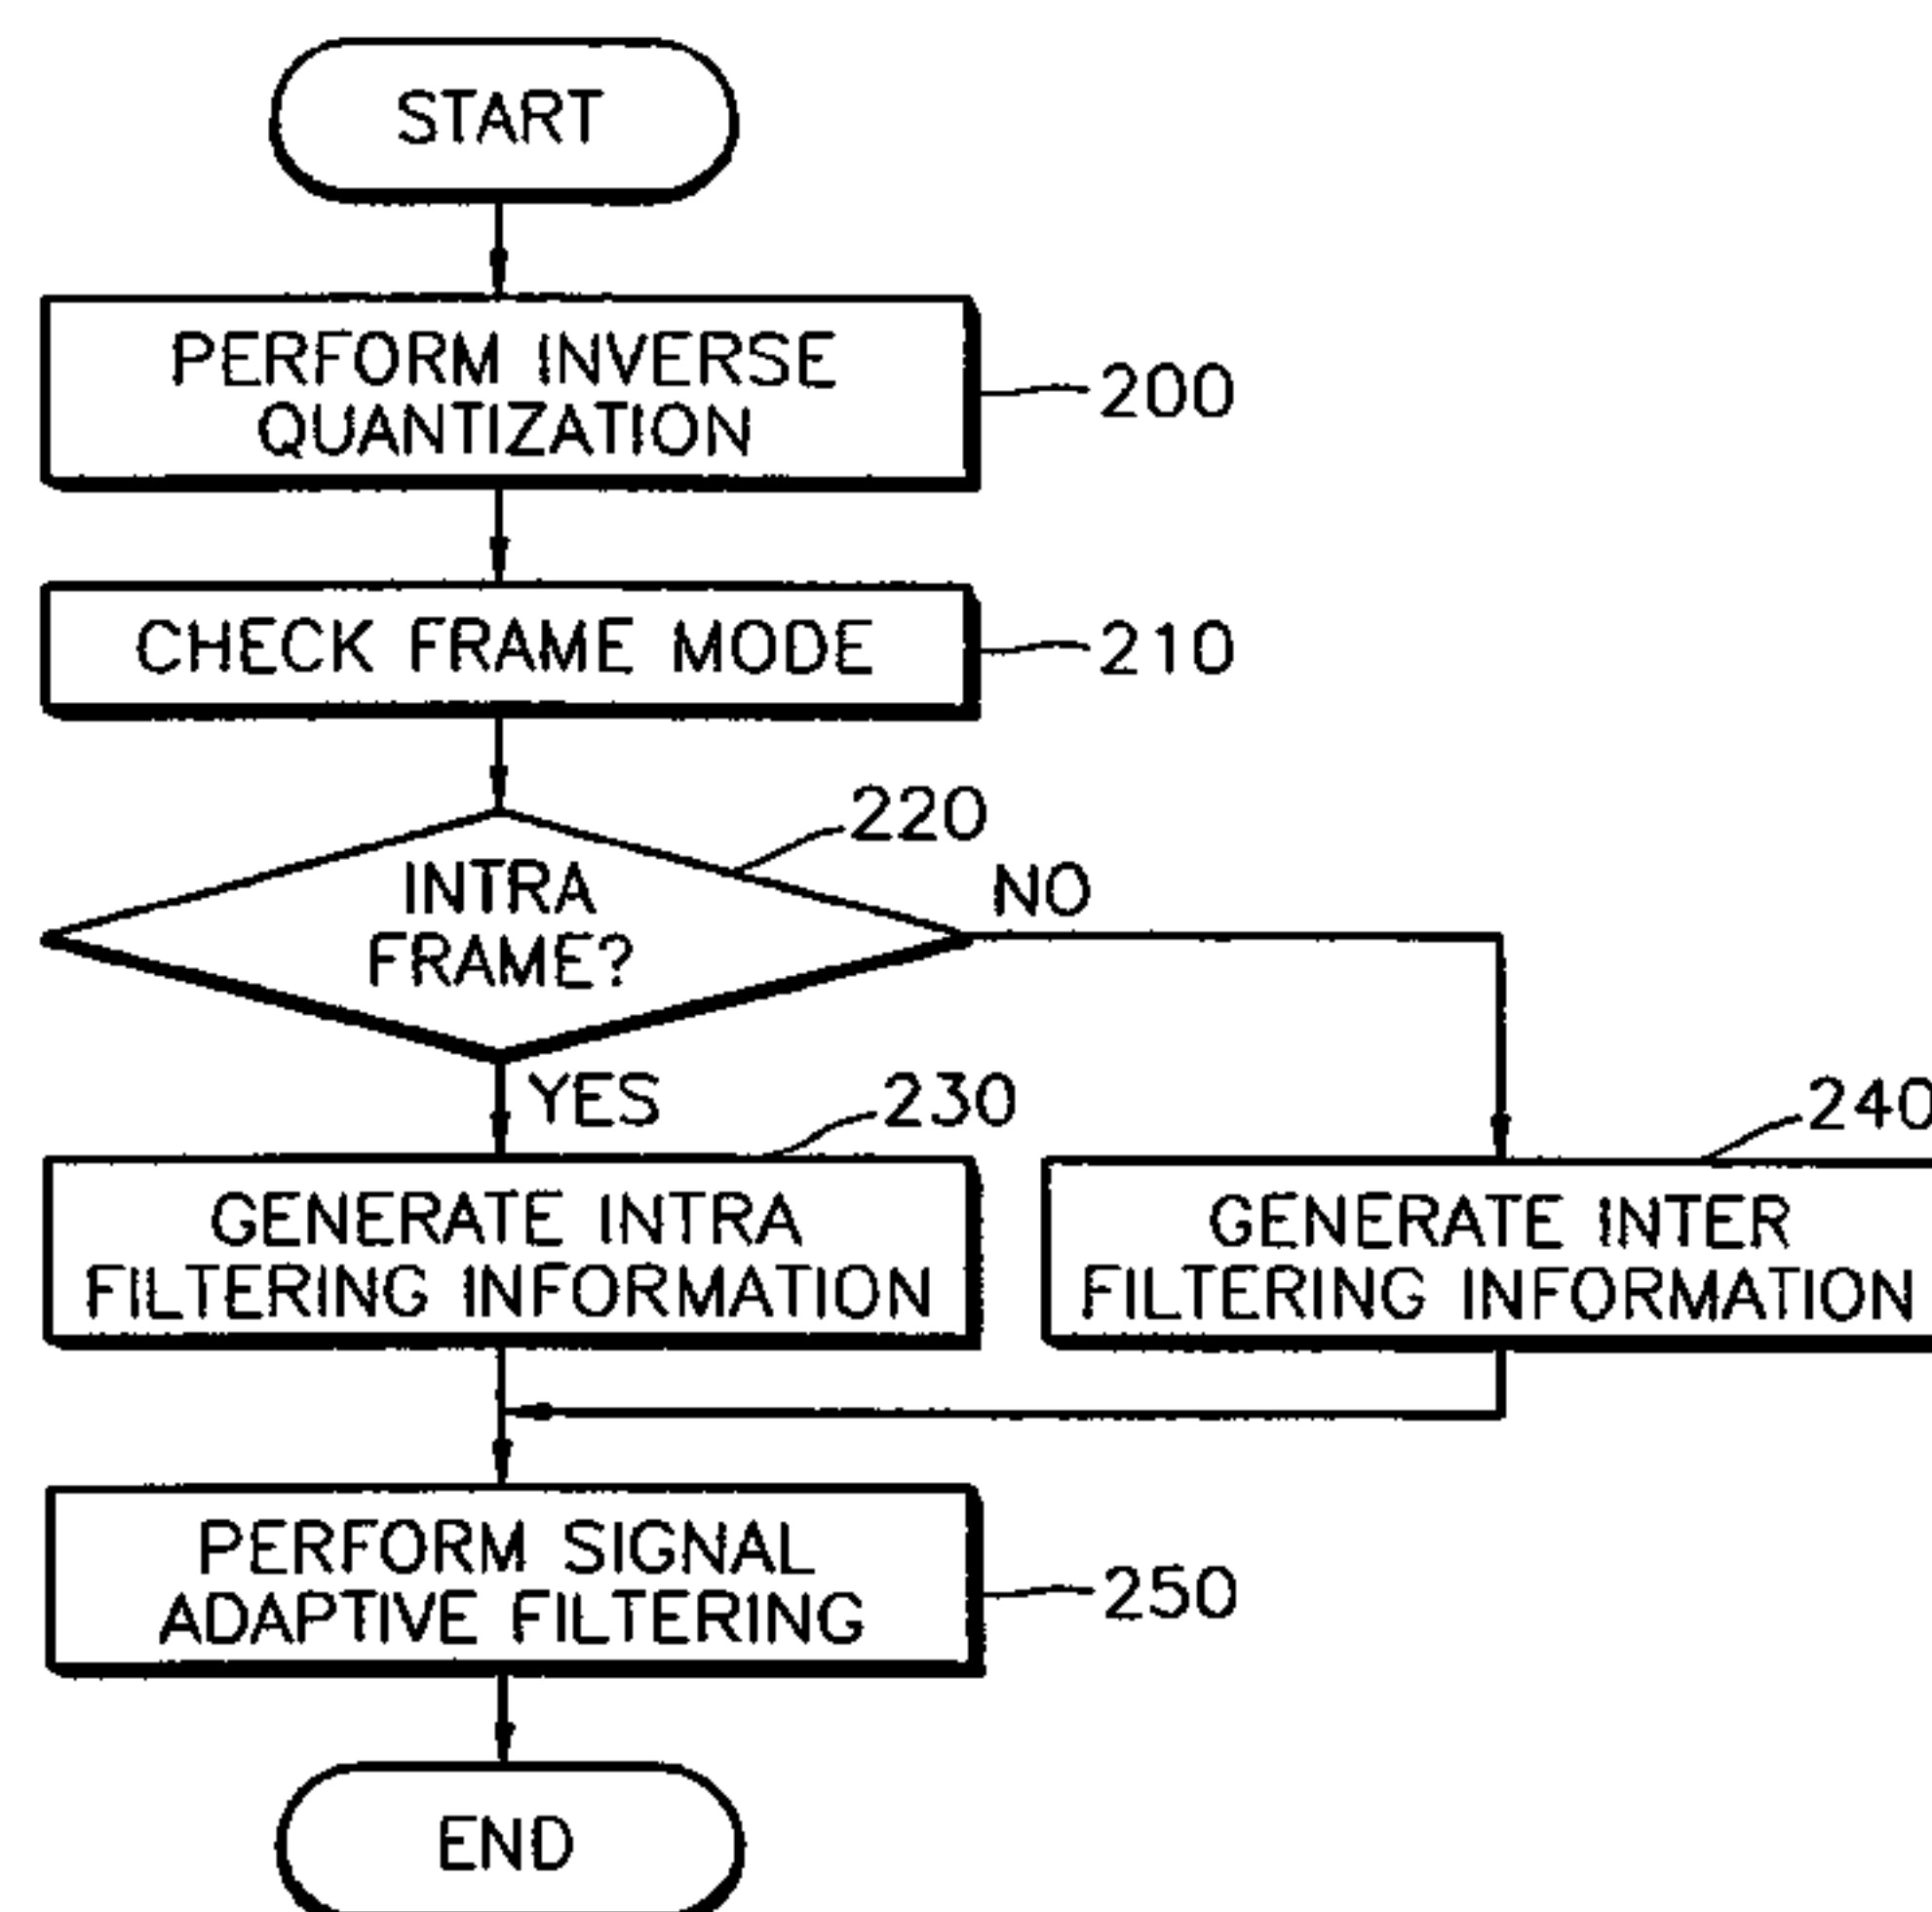 START
PERFORM INVERSE
QUANTIZATION
200
CHECK FRAME MODE
210
220
INTRA
FRAME?
NO
YES
230
240
GENERATE INTRA
FILTERING INFORMATION
GENERATE INTER
FILTERING INFORMATION
PERFORM SIGNAL
ADAPTIVE FILTERING
250
END